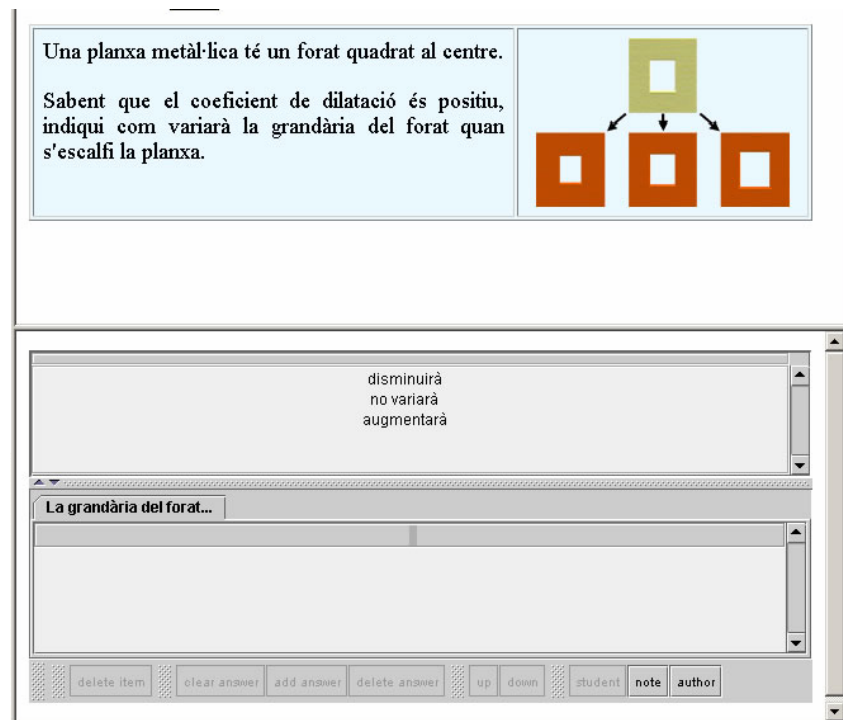 Una planxa metàl·lica té un forat quadrat al centre.
Sabent que el coeficient de dilatació és positiu,
indiqui com variarà la grandària del forat quan
s'escalfi la planxa.
disminuirà
no variarà
augmentarà
La grandària del forat...
delete item clear answer add answer delete answer up down student note author